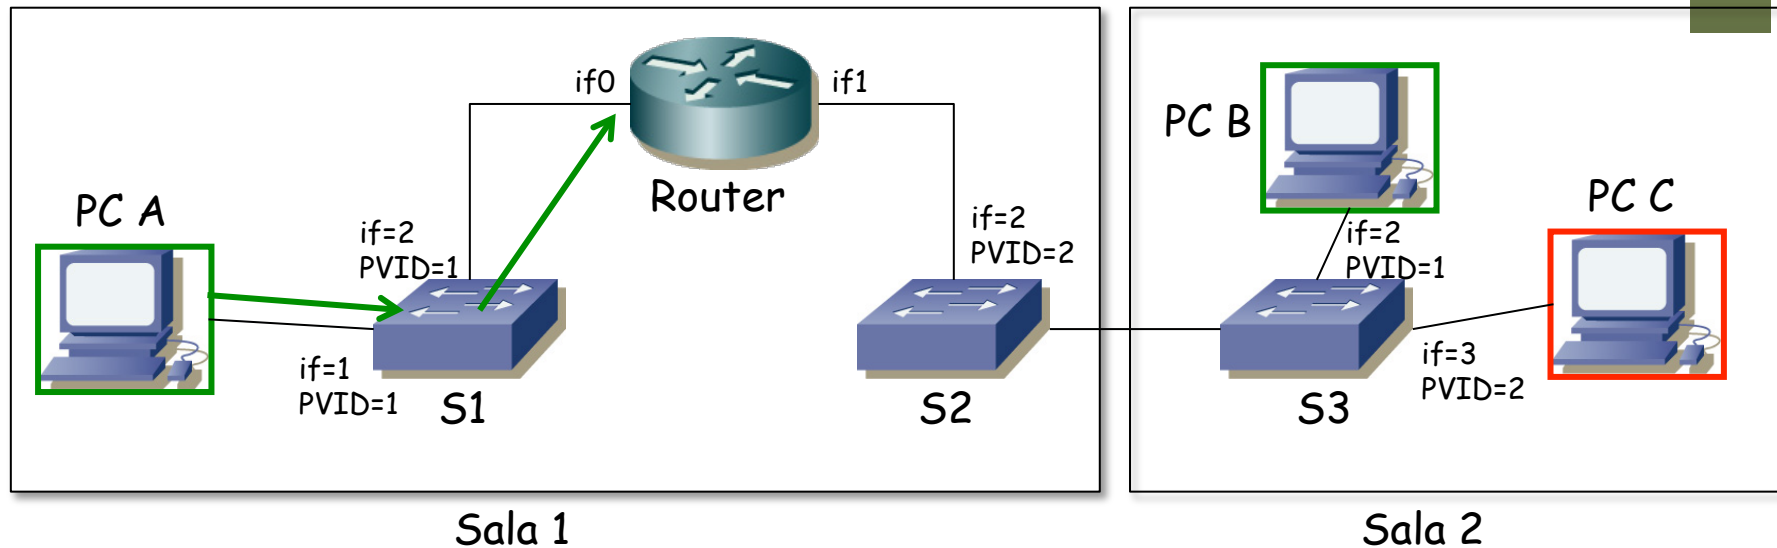 if0
if1
Router
PC A
if=2
PVID=1
if=1
PVID=1
S1
if=2
PVID=2
S2
PC B
if=2
PVID=1
PC C
if=3
PVID=2
S3
Sala 1
Sala 2